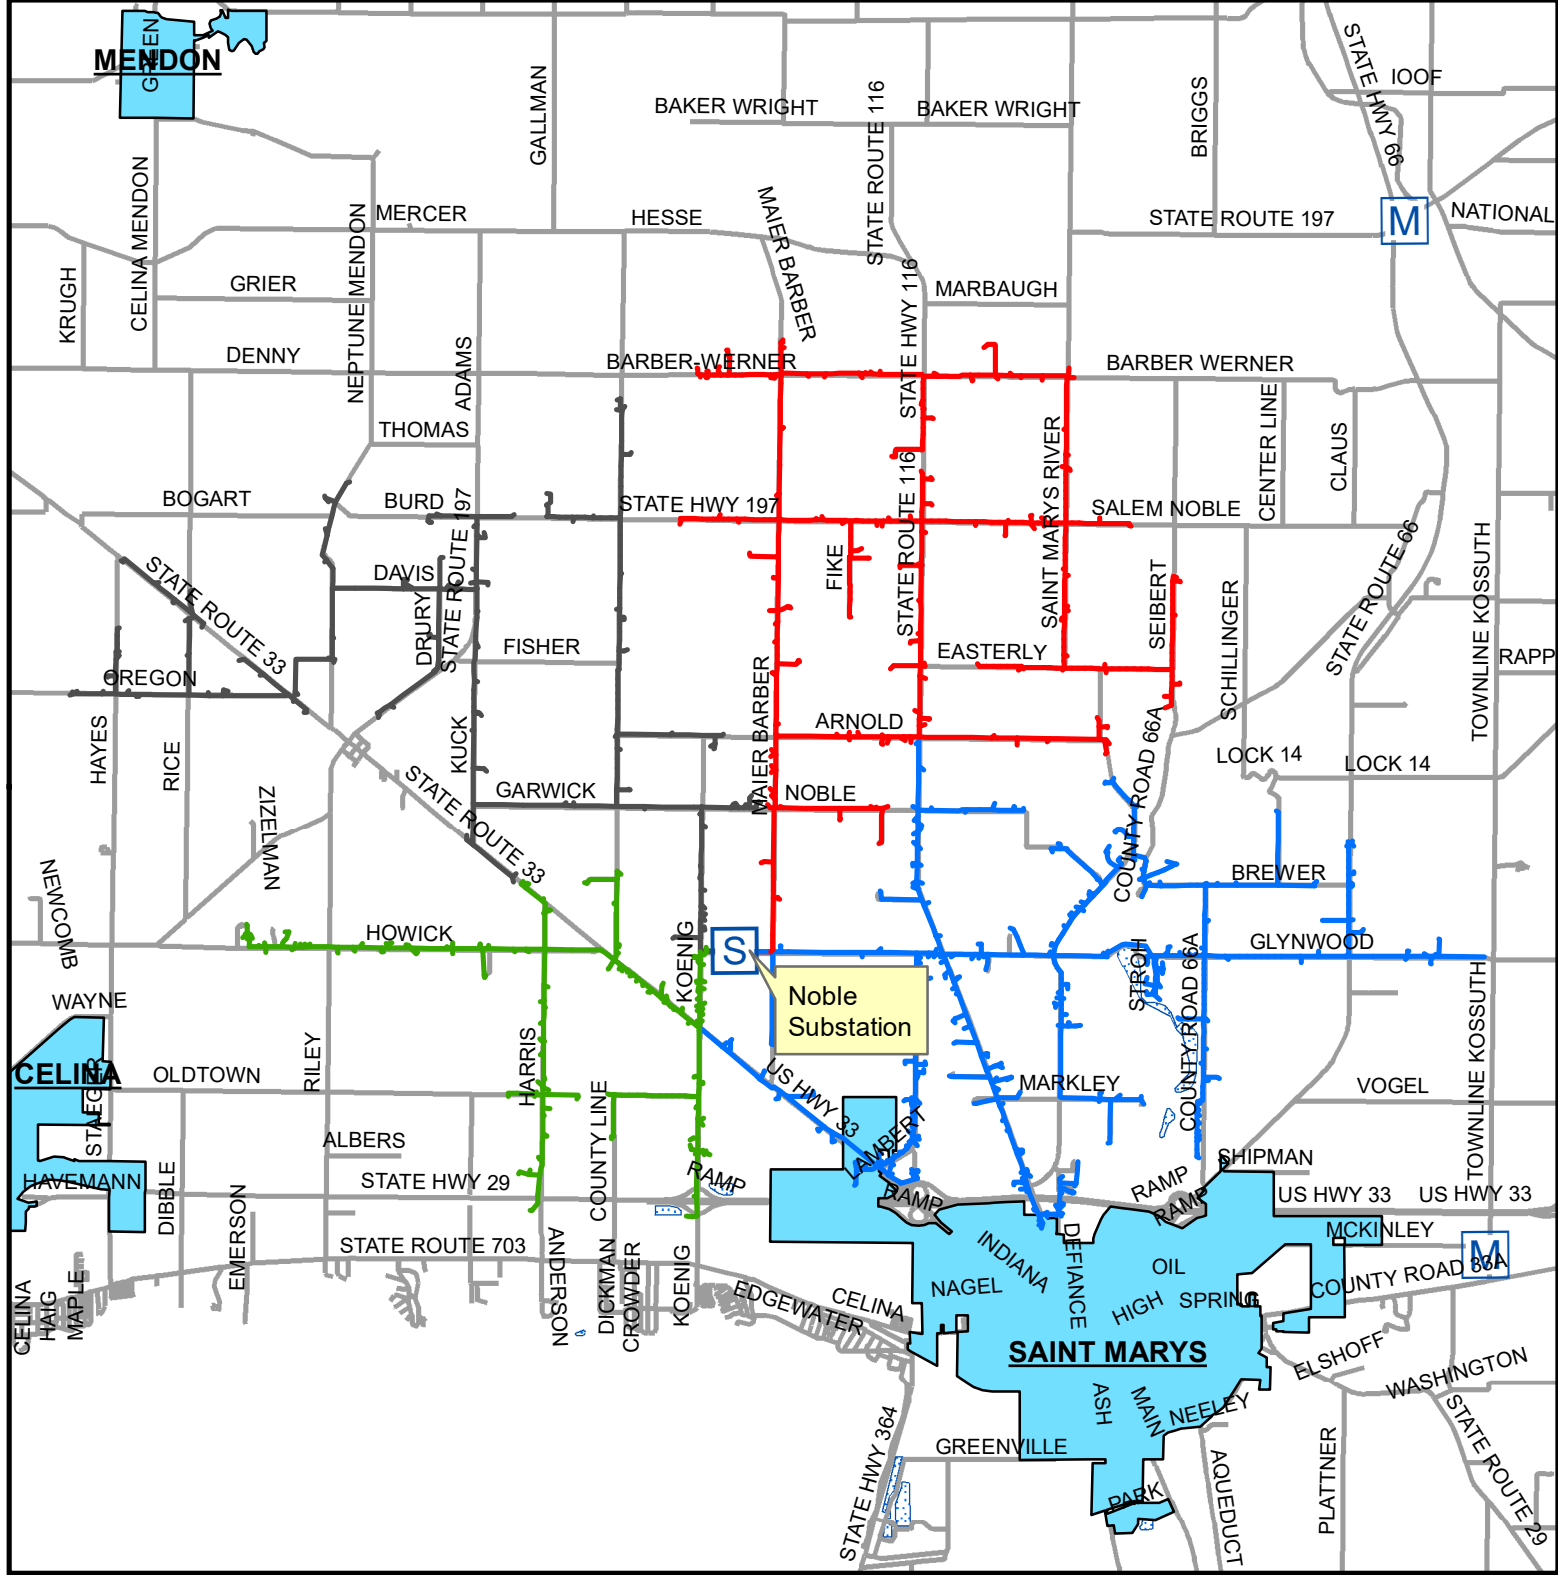 GREEN
MENDON
STATE HWY 66
IOOF
GALLMAN
BAKER WRIGHT
STATE ROUTE 116
BAKER WRIGHT
BRIGGS
M
CELINA MENDON
NEPTUNE MENDON
MERCER
HESSE
MAIER BARBER
STATE ROUTE 197
NATIONAL
KRUGH
GRIER
STATE HWY 116
MARBAUGH
DENNY
ADAMS
BARBER-WERNER
BARBER WERNER
THOMAS
CENTER LINE
CLAUS
BOGART
BURD
STATE ROUTE 197
STATE HWY 197
STATE ROUTE 116
SAINT MARYS RIVER
SALEM NOBLE
STATE ROUTE 33
DAVIS
DRURY
FIKE
SEIBERT
SCHILLINGER
STATE ROUTE 66
TOWNLINE KOSSUTH
OREGON
FISHER
EASTERLY
RAPP
HAYES
RICE
KUCK
MAIER BARBER
ARNOLD
COUNTY ROAD 66A
LOCK 14
LOCK 14
ZIZELMAN
STATE ROUTE 33
GARWICK
NOBLE
NEWCOMB
BREWER
HOWICK
KOENIG
S
STROH
COUNTY ROAD 66A
GLYNWOOD
Noble
Substation
WAYNE
CELINA
STAEGER
OLDTOWN
RILEY
HARRIS
COUNTY LINE
US HWY 33
MARKLEY
VOGEL
TOWNLINE KOSSUTH
ALBERS
AMBERT
HAVEMANN
DIBBLE
EMERSON
STATE HWY 29
RAMP
RAMP
RAMP
RAMP
SHIPMAN
US HWY 33
US HWY 33
STATE ROUTE 703
ANDERSON
DICKMAN
CROWDER
KOENIG
MCKINLEY
M
CELINA
HAIG
MAPLE
EDGEWATER
CELINA
NAGEL
INDIANA
DEFIANCE
OIL
HIGH
SPRING
COUNTY ROAD 33A
SAINT MARYS
ELSHOFF
WASHINGTON
ASH
MAIN
NEELEY
STATE HWY 364
GREENVILLE
PARK
AQUEDUCT
PLATTNER
STATE ROUTE 29